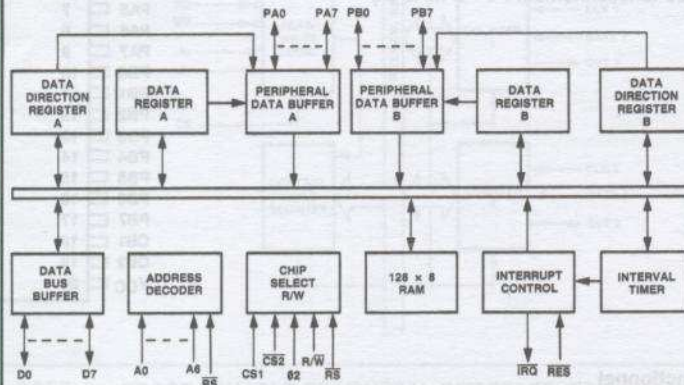 PA0 PA7 PB0 PB7
DATA
DIRECTION
REGISTER
A
DATA
REGISTER
A
PERIPHERAL
DATA BUFFER
A
PERIPHERAL
DATA BUFFER
B
DATA
REGISTER
B
DATA
DIRECTION
REGISTER
B
DATA
BUS
BUFFER
ADDRESS
DECODER
CHIP
SELECT
R/W
128 × 8
RAM
INTERRUPT
CONTROL
INTERVAL
TIMER
D0 D7
A0 A6 RS
CS1 CS2 Ø2 R/W RS
IRQ RES